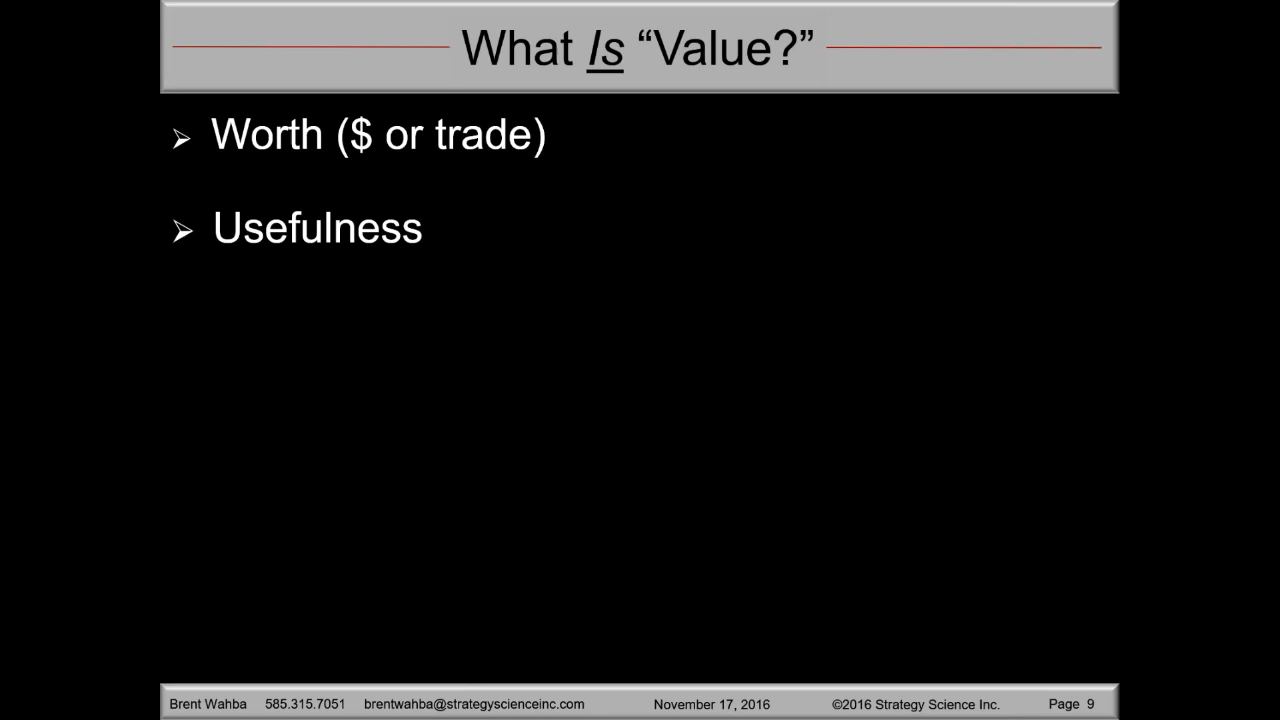 What Is “Value?”
➢ Worth ($ or trade)
➢ Usefulness
Brent Wahba 585.315.7051 brentwahba@strategyscienceinc.com November 17, 2016 ©2016 Strategy Science Inc. Page 9